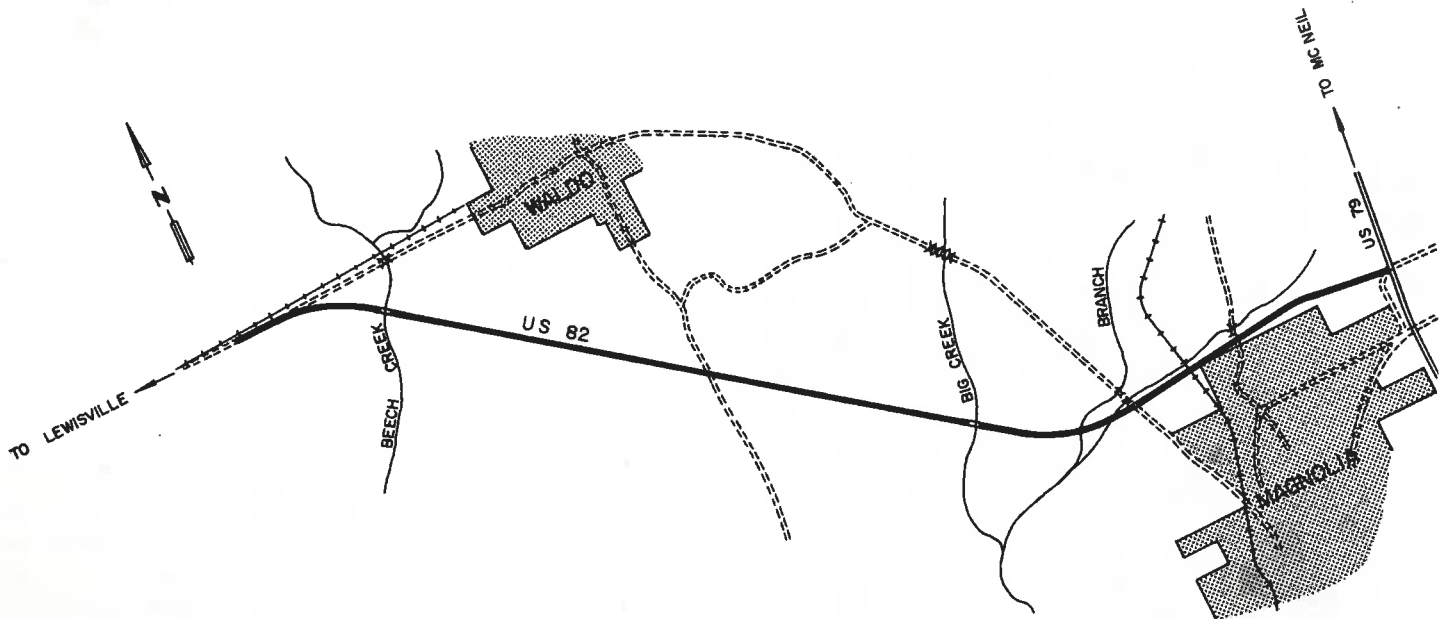 TO MC NEIL
N
WALDO
US 79
BRANCH
US 82
BEECH CREEK
BIG CREEK
TO LEWISVILLE
MAGNOLIA